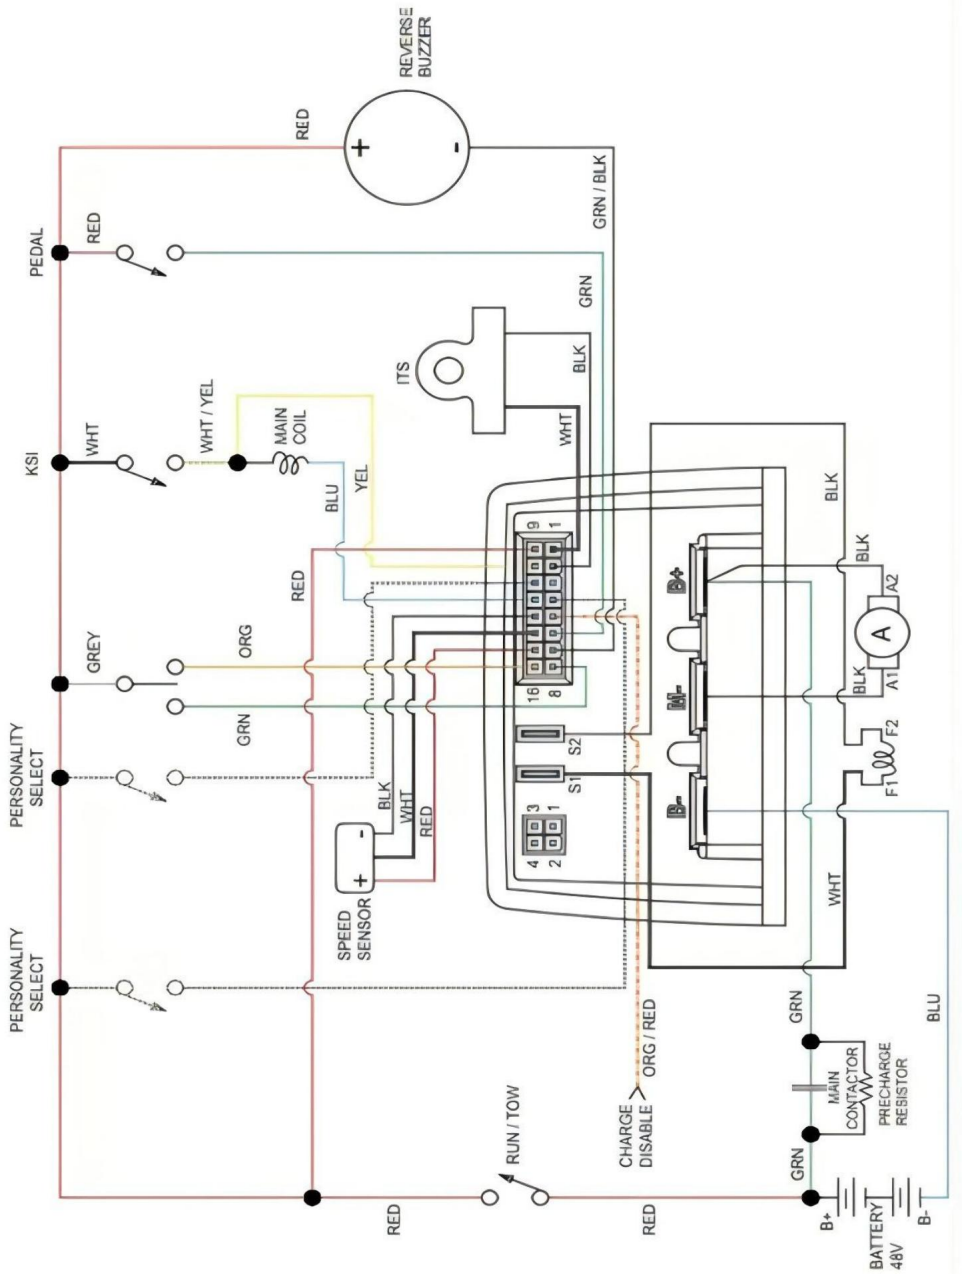 PERSONALITY
SELECT
PERSONALITY
SELECT
KSI
PEDAL
GREY
WHT
RED
WHT / YEL
GRN
ORG
MAIN
COIL
RED
RED
BLU
YEL
SPEED
SENSOR
+
-
BLK
WHT
RED
ITS
REVERSE
BUZZER
+
-
RED
RUN / TOW
4
3
2
1
16
9
8
1
S1
S2
WHT
BLK
GRN
GRN / BLK
CHARGE
DISABLE
ORG / RED
RED
B-
M-
B+
GRN
GRN
MAIN
CONTACTOR
PRECHARGE
RESISTOR
WHT
BLK
BLK
BLK
F1
F2
A1
A
A2
B+
BATTERY
48V
B-
BLU